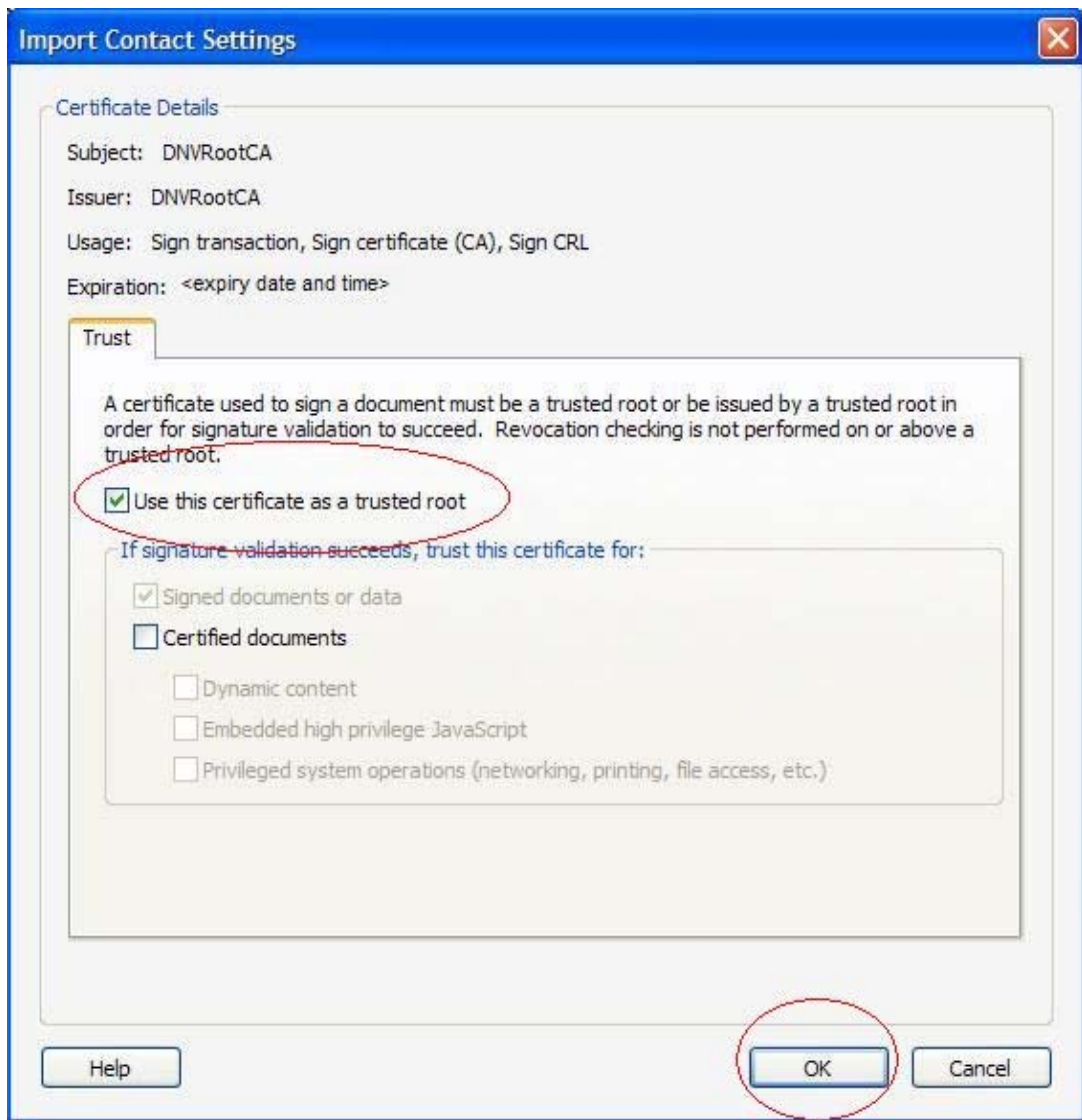 Import Contact Settings
Certificate Details
Subject: DNVRootCA
Issuer: DNVRootCA
Usage: Sign transaction, Sign certificate (CA), Sign CRL
Expiration: <expiry date and time>
Trust
A certificate used to sign a document must be a trusted root or be issued by a trusted root in
order for signature validation to succeed. Revocation checking is not performed on or above a
trusted root.
Use this certificate as a trusted root
If signature validation succeeds, trust this certificate for:
Signed documents or data
Certified documents
Dynamic content
Embedded high privilege JavaScript
Privileged system operations (networking, printing, file access, etc.)
Help
OK
Cancel